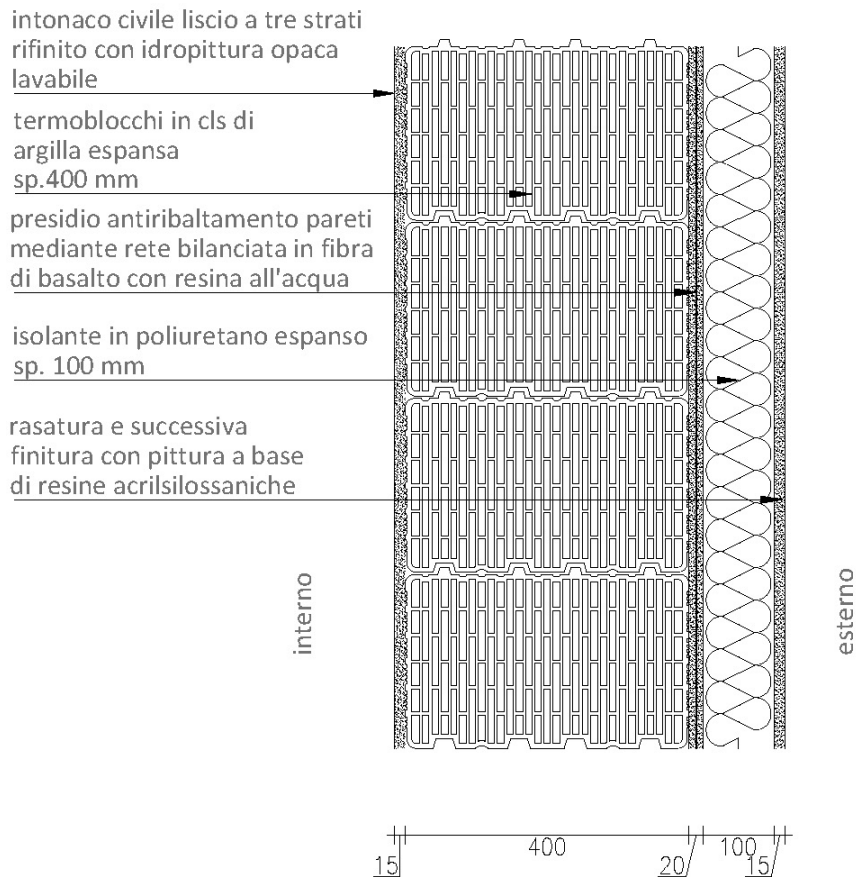 intonaco civile liscio a tre strati
rifinito con idropittura opaca
lavabile
termoblocchi in cls di
argilla espansa
sp.400 mm
presidio antiribaltamento pareti
mediante rete bilanciata in fibra
di basalto con resina all'acqua
isolante in poliuretano espanso
sp. 100 mm
rasatura e successiva
finitura con pittura a base
di resine acrilsilossaniche
interno
esterno
15 400 20 100 15